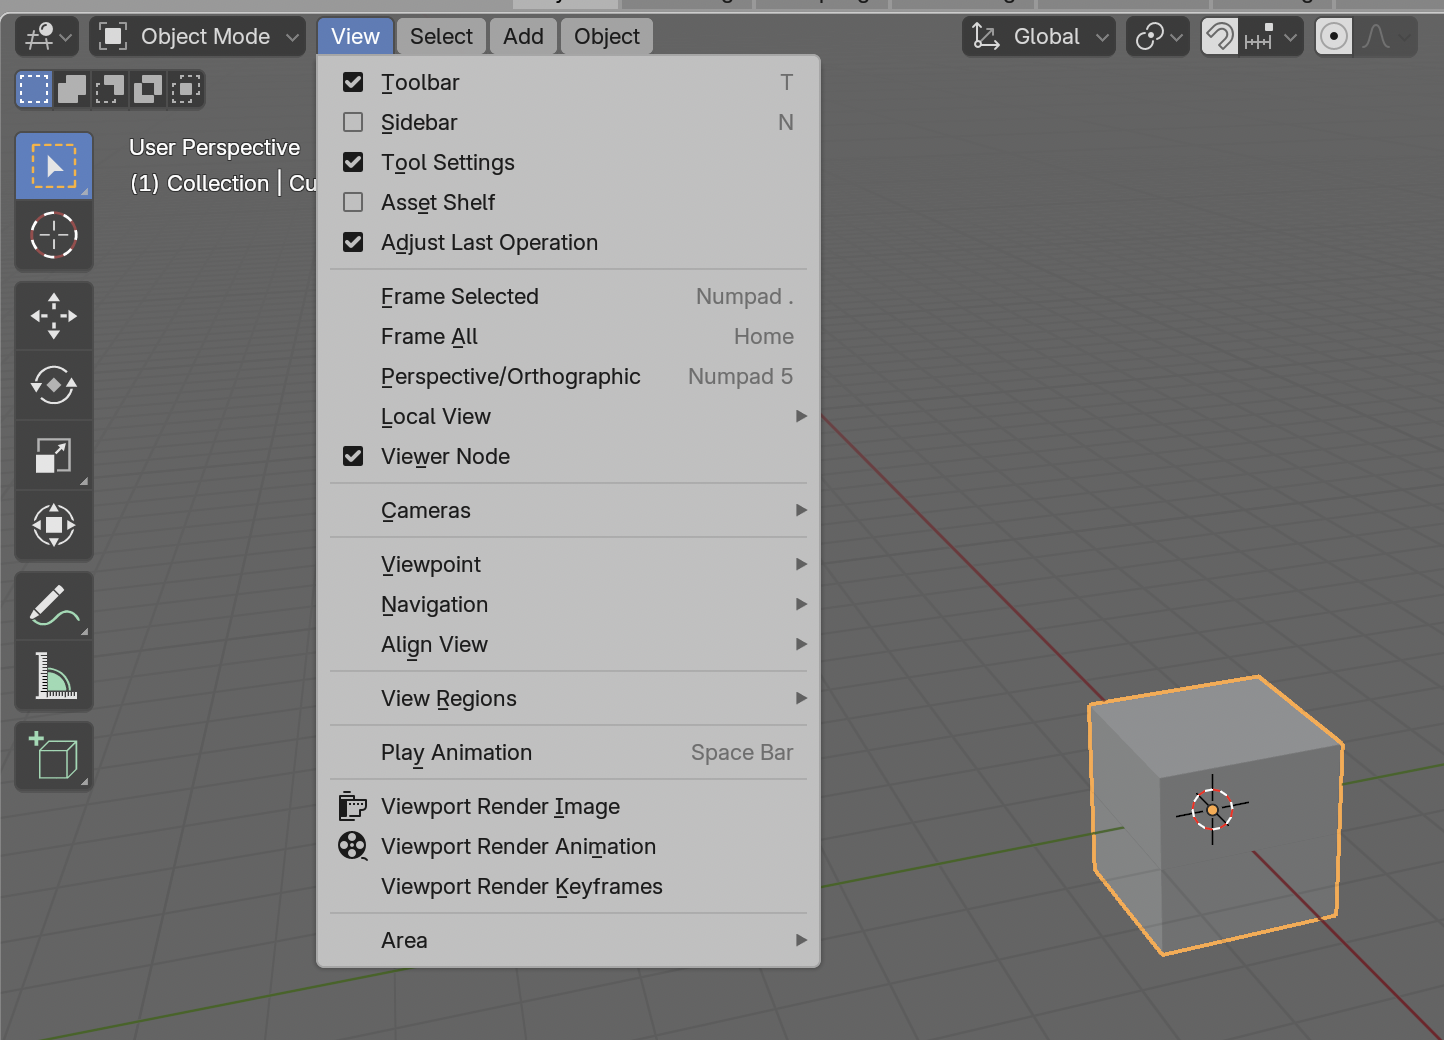 Object Mode
View
Select
Add
Object
Global
User Perspective
(1) Collection | Cu
Toolbar T
Sidebar N
Tool Settings
Asset Shelf
Adjust Last Operation
Frame Selected Numpad .
Frame All Home
Perspective/Orthographic Numpad 5
Local View
Viewer Node
Cameras
Viewpoint
Navigation
Align View
View Regions
Play Animation Space Bar
Viewport Render Image
Viewport Render Animation
Viewport Render Keyframes
Area